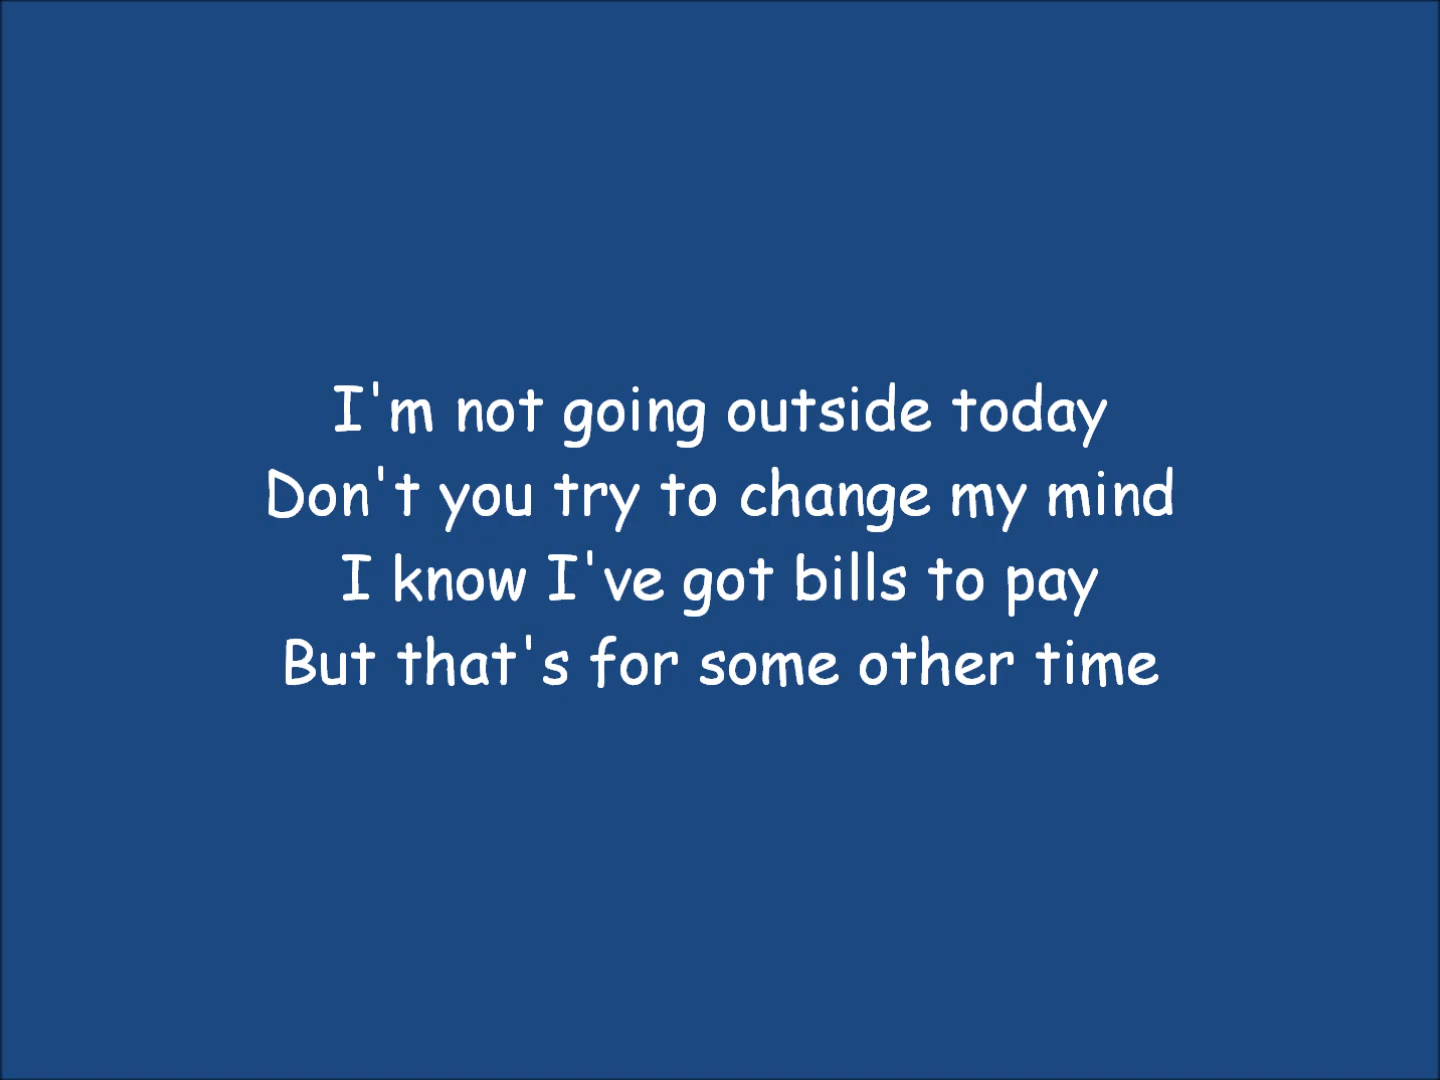 I'm not going outside today
Don't you try to change my mind
I know I've got bills to pay
But that's for some other time